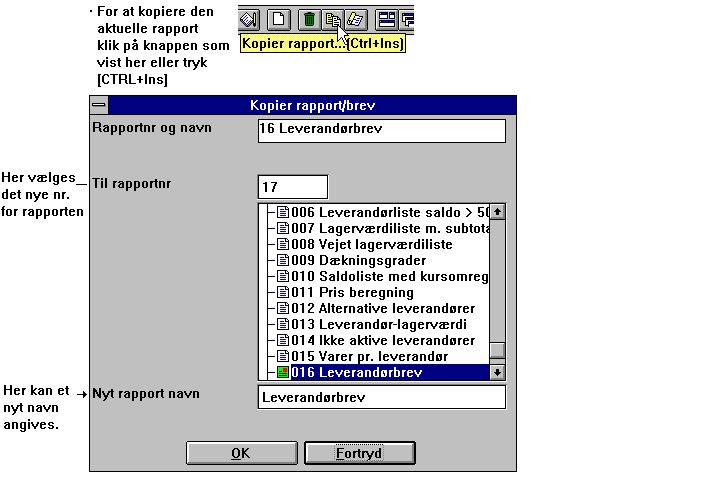 · For at kopiere den
aktuelle rapport
klik på knappen som
vist her eller tryk
[CTRL+Ins]
Kopier rapport...(Ctrl+Ins)
Kopier rapport/brev
Rapportnr og navn
16 Leverandørbrev
Her vælges
det nye nr.
for rapporten
Til rapportnr
17
006 Leverandørliste saldo > 50
007 Lagerværdiliste m. subtota
008 Vejet lagerværdiliste
009 Dækningsgrader
010 Saldoliste med kursomreg
011 Pris beregning
012 Alternative leverandører
013 Leverandør-lagerværdi
014 Ikke aktive leverandører
015 Varer pr. leverandør
016 Leverandørbrev
Her kan et
nyt navn
angives.
Nyt rapport navn
Leverandørbrev
OK
Fortryd